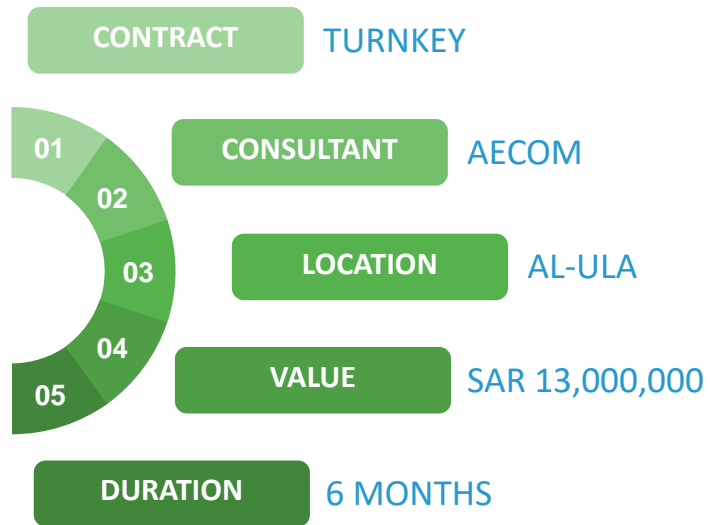 CONTRACT TURNKEY
01 CONSULTANT AECOM
02
03 LOCATION AL-ULA
04 VALUE SAR 13,000,000
05
DURATION 6 MONTHS